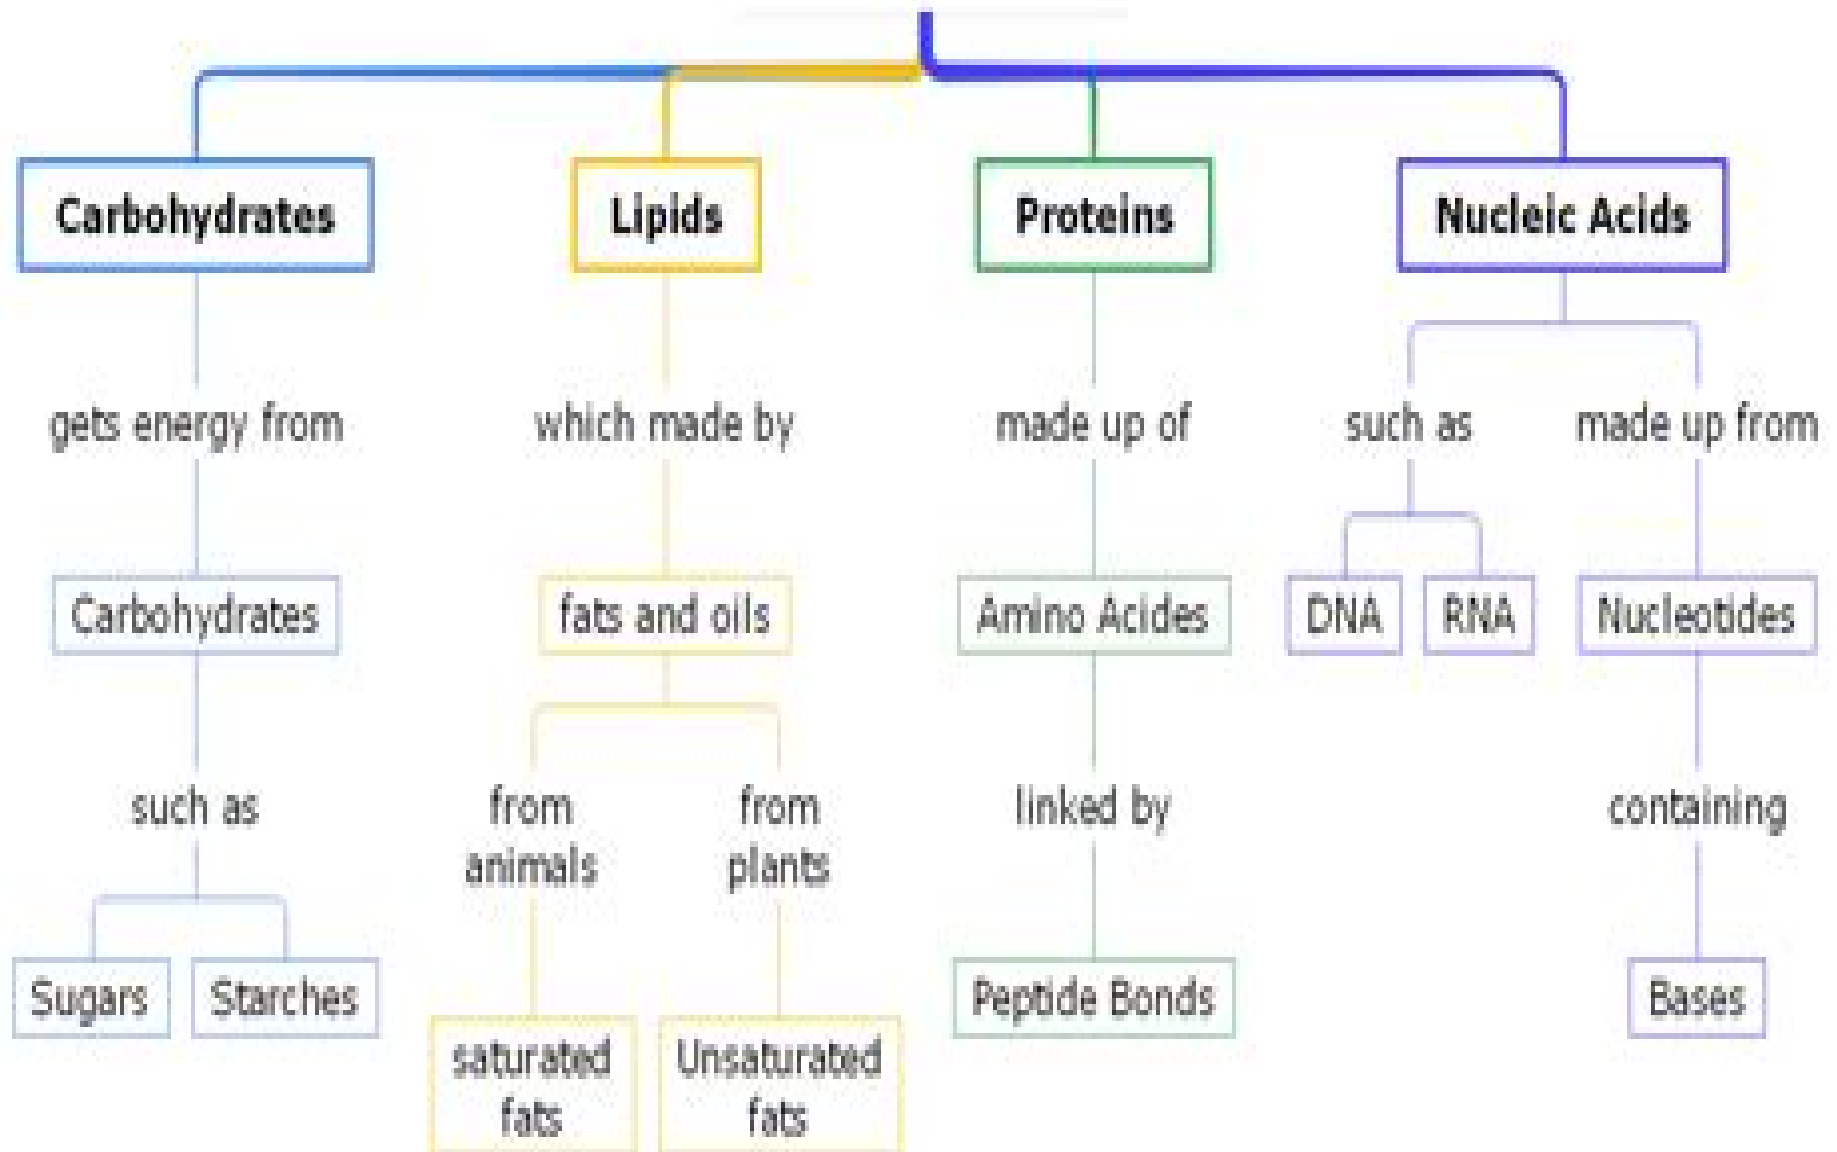 Carbohydrates
Lipids
Proteins
Nucleic Acids
gets energy from
which made by
made up of
such as
made up from
Carbohydrates
fats and oils
Amino Acides
DNA
RNA
Nucleotides
such as
from
animals
from
plants
linked by
containing
Sugars
Starches
saturated
fats
Unsaturated
fats
Peptide Bonds
Bases